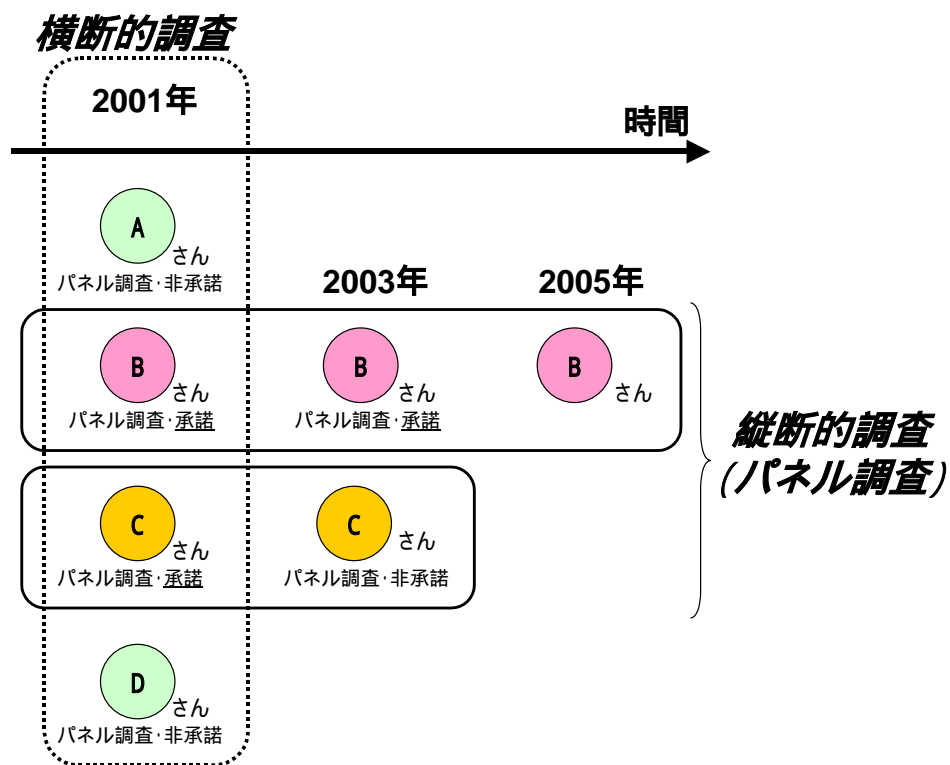 横断的調査
2001年
時間
A
さん
パネル調査・非承諾
2003年
2005年
B
さん
パネル調査・承諾
B
さん
パネル調査・承諾
B
さん
縦断的調査
(パネル調査)
C
さん
パネル調査・承諾
C
さん
パネル調査・非承諾
D
さん
パネル調査・非承諾